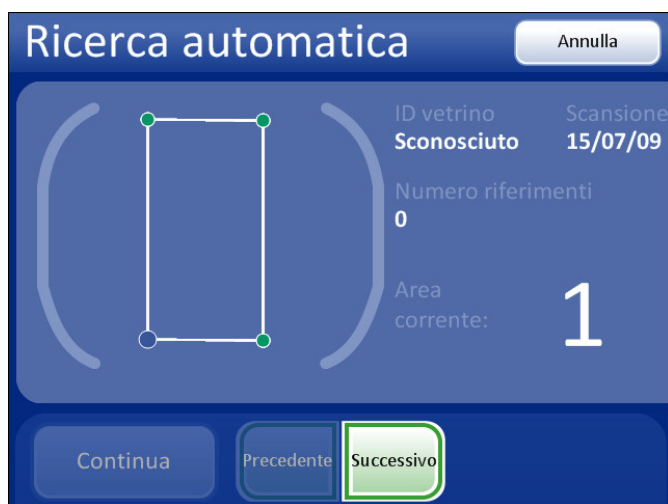 Ricerca automatica
Annulla
ID vetrino
Scansione
Sconosciuto
15/07/09
Numero riferimenti
0
Area
corrente:
1
Continua
Precedente
Successivo